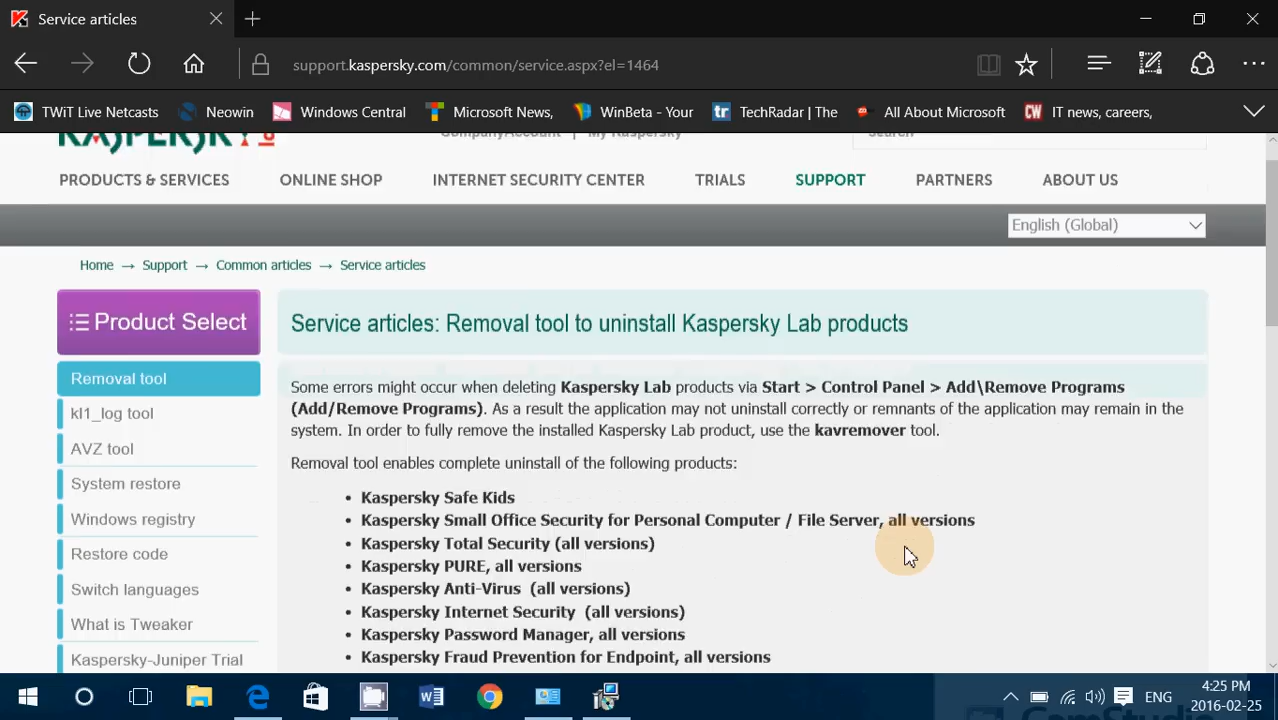 Service articles
support.kaspersky.com/common/service.aspx?el=1464
TWiT Live Netcasts
Neowin
Windows Central
Microsoft News,
WinBeta - Your
TechRadar | The
All About Microsoft
CW
IT news, careers,
KASPERSKY
CompanyAccount | My Kaspersky
Search
PRODUCTS & SERVICES
ONLINE SHOP
INTERNET SECURITY CENTER
TRIALS
SUPPORT
PARTNERS
ABOUT US
English (Global)
Home → Support → Common articles → Service articles
Product Select
Removal tool
kl1_log tool
AVZ tool
System restore
Windows registry
Restore code
Switch languages
What is Tweaker
Kaspersky-Juniper Trial
Service articles: Removal tool to uninstall Kaspersky Lab products
Some errors might occur when deleting Kaspersky Lab products via Start > Control Panel > Add\Remove Programs
(Add/Remove Programs). As a result the application may not uninstall correctly or remnants of the application may remain in the
system. In order to fully remove the installed Kaspersky Lab product, use the kavremover tool.
Removal tool enables complete uninstall of the following products:
• Kaspersky Safe Kids
• Kaspersky Small Office Security for Personal Computer / File Server, all versions
• Kaspersky Total Security (all versions)
• Kaspersky PURE, all versions
• Kaspersky Anti-Virus (all versions)
• Kaspersky Internet Security (all versions)
• Kaspersky Password Manager, all versions
• Kaspersky Fraud Prevention for Endpoint, all versions
ENG
4:25 PM
2016-02-25
CamStudio